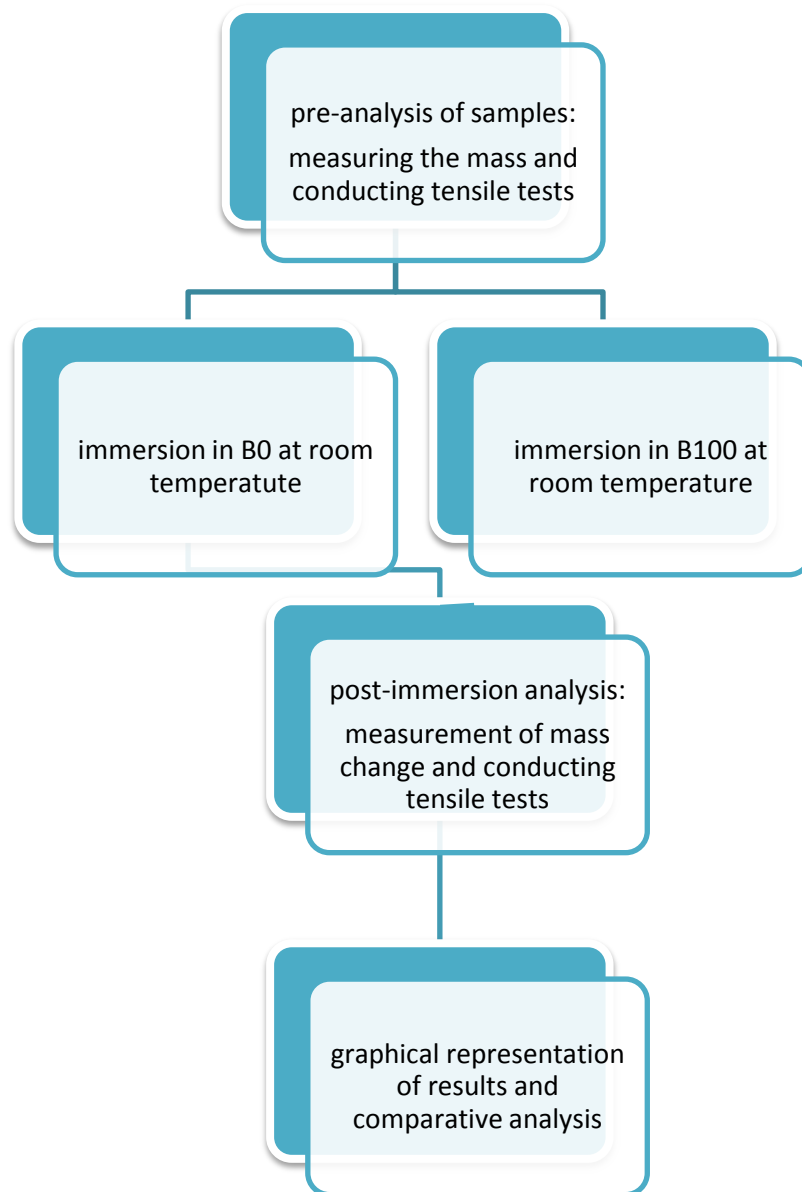 pre-analysis of samples:
measuring the mass and
conducting tensile tests
immersion in B0 at room
temperatute
immersion in B100 at
room temperature
post-immersion analysis:
measurement of mass
change and conducting
tensile tests
graphical representation
of results and
comparative analysis